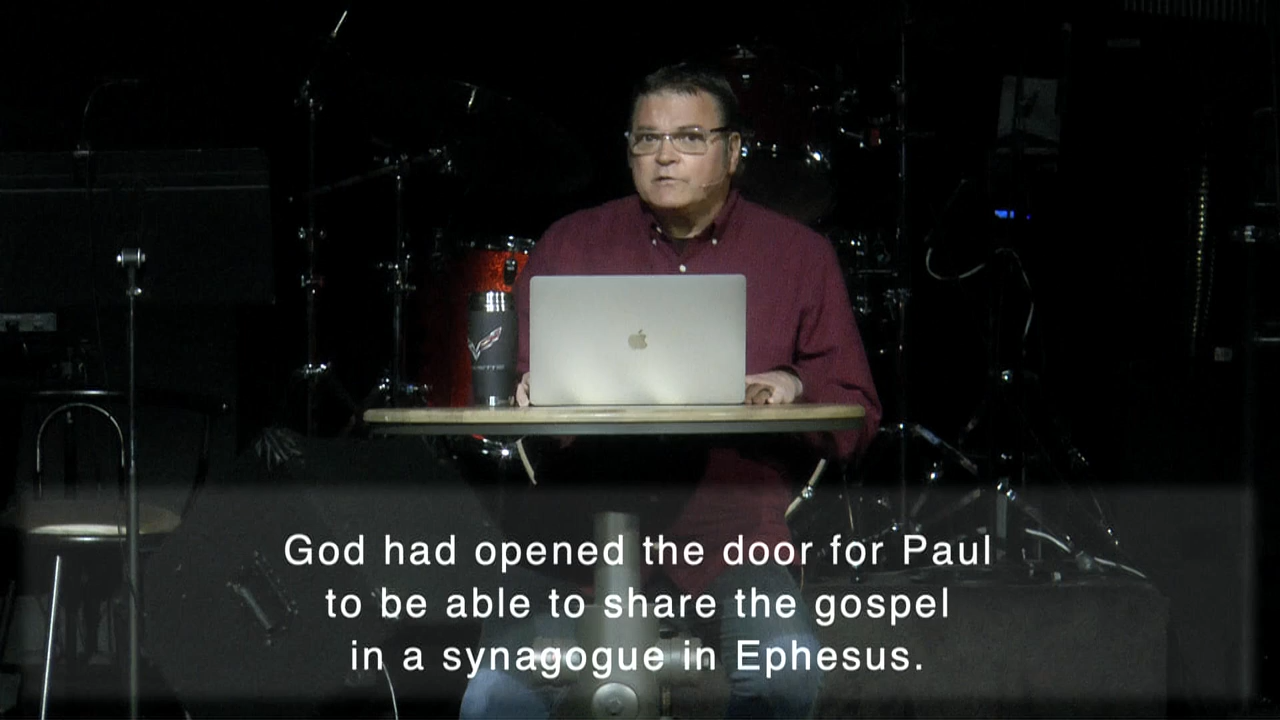 God had opened the door for Paul
to be able to share the gospel
in a synagogue in Ephesus.